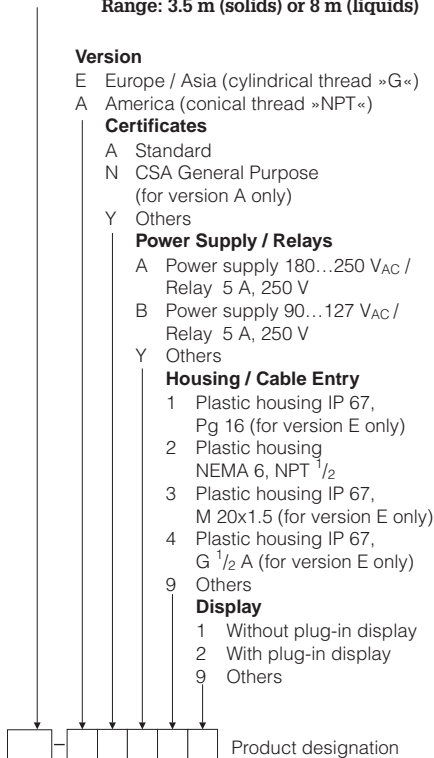 Range: 3.5 m (solids) or 8 m (liquids)
Version
E Europe / Asia (cylindrical thread »G«)
A America (conical thread »NPT«)
Certificates
A Standard
N CSA General Purpose
(for version A only)
Y Others
Power Supply / Relays
A Power supply 180…250 VAC /
Relay 5 A, 250 V
B Power supply 90…127 VAC /
Relay 5 A, 250 V
Y Others
Housing / Cable Entry
1 Plastic housing IP 67,
Pg 16 (for version E only)
2 Plastic housing
NEMA 6, NPT 1/2
3 Plastic housing IP 67,
M 20x1.5 (for version E only)
4 Plastic housing IP 67,
G 1/2 A (for version E only)
9 Others
Display
1 Without plug-in display
2 With plug-in display
9 Others
– Product designation